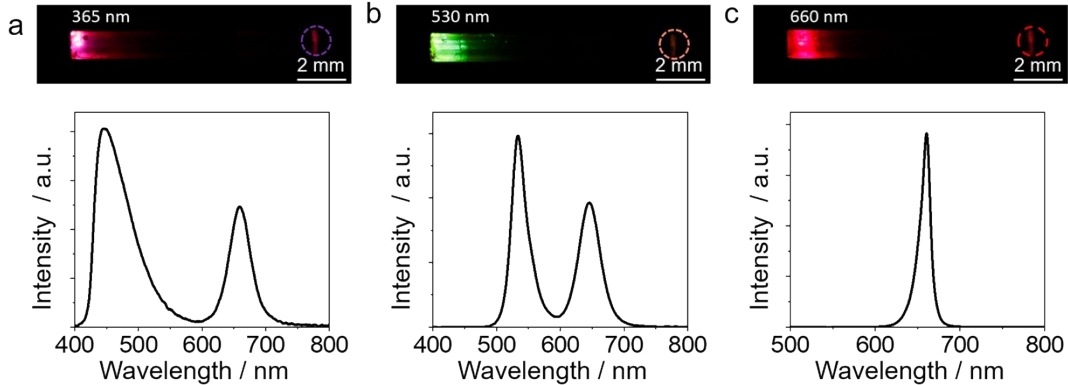 a
365 nm
2 mm
Intensity / a.u.
400 500 600 700 800
Wavelength / nm
b
530 nm
2 mm
Intensity / a.u.
400 500 600 700 800
Wavelength / nm
c
660 nm
2 mm
Intensity / a.u.
500 600 700 800
Wavelength / nm